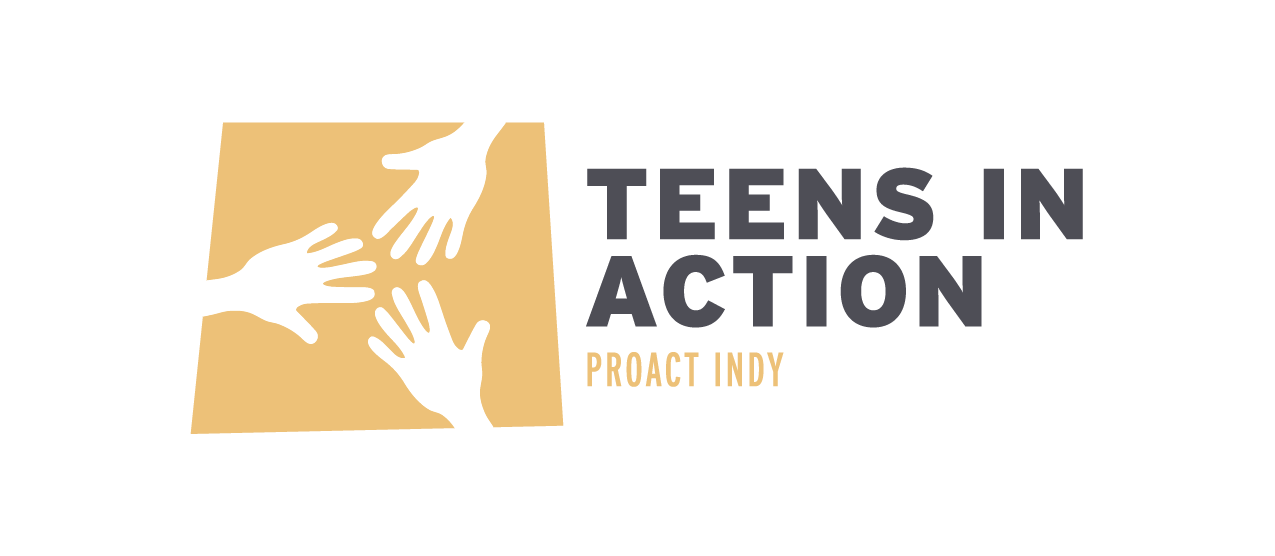 TEENS IN
ACTION
PROACT INDY